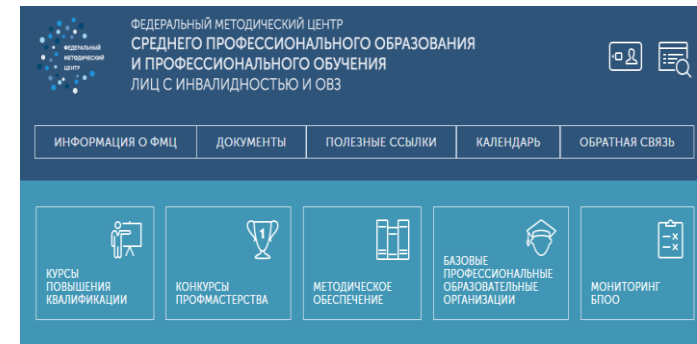 ФЕДЕРАЛЬНЫЙ МЕТОДИЧЕСКИЙ ЦЕНТР
СРЕДНЕГО ПРОФЕССИОНАЛЬНОГО ОБРАЗОВАНИЯ
И ПРОФЕССИОНАЛЬНОГО ОБУЧЕНИЯ
ЛИЦ С ИНВАЛИДНОСТЬЮ И ОВЗ
ФЕДЕРАЛЬНЫЙ
МЕТОДИЧЕСКИЙ
ЦЕНТР
ИНФОРМАЦИЯ О ФМЦ
ДОКУМЕНТЫ
ПОЛЕЗНЫЕ ССЫЛКИ
КАЛЕНДАРЬ
ОБРАТНАЯ СВЯЗЬ
КУРСЫ
ПОВЫШЕНИЯ
КВАЛИФИКАЦИИ
1
КОНКУРСЫ
ПРОФМАСТЕРСТВА
МЕТОДИЧЕСКОЕ
ОБЕСПЕЧЕНИЕ
БАЗОВЫЕ
ПРОФЕССИОНАЛЬНЫЕ
ОБРАЗОВАТЕЛЬНЫЕ
ОРГАНИЗАЦИИ
МОНИТОРИНГ
БПОО